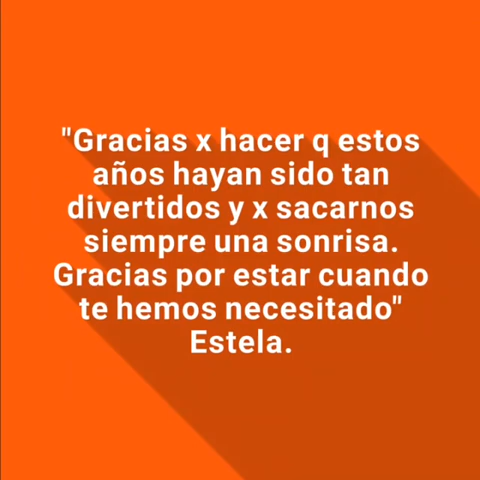 "Gracias x hacer q estos
años hayan sido tan
divertidos y x sacarnos
siempre una sonrisa.
Gracias por estar cuando
te hemos necesitado"
Estela.